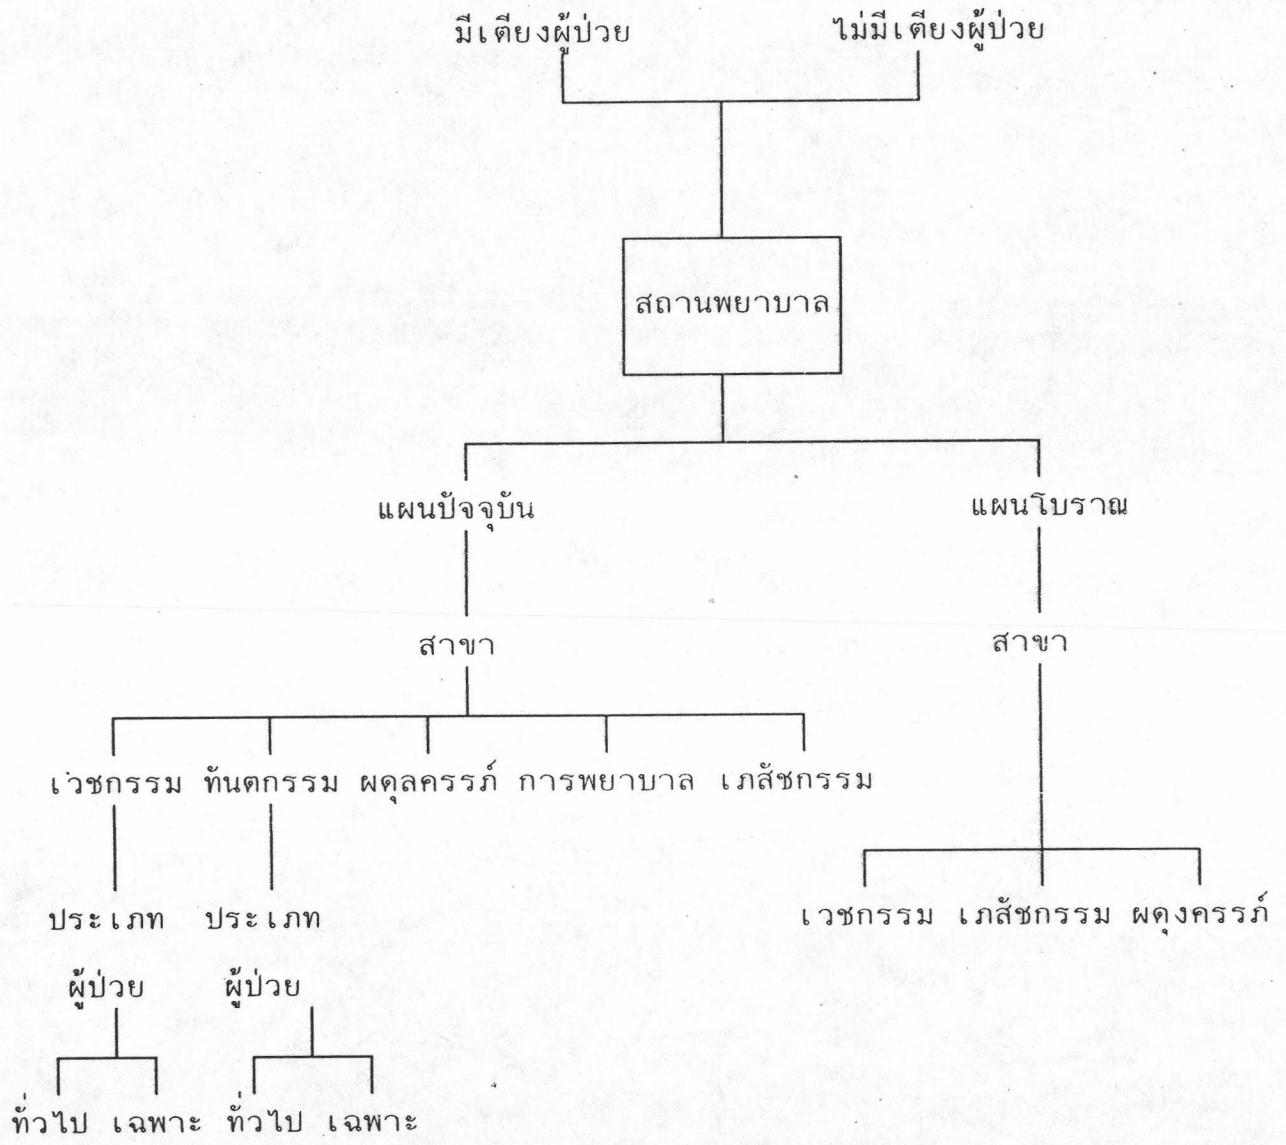 มีเตียงผู้ป่วย ไม่มีเตียงผู้ป่วย
สถานพยาบาล
แผนปัจจุบัน แผนโบราณ
สาขา สาขา
เวชกรรม ทันตกรรม ผดุลครรภ์ การพยาบาล เภสัชกรรม
ประเภท ประเภท เวชกรรม เภสัชกรรม ผดุงครรภ์
ผู้ป่วย ผู้ป่วย
ทั่วไป เฉพาะ ทั่วไป เฉพาะ